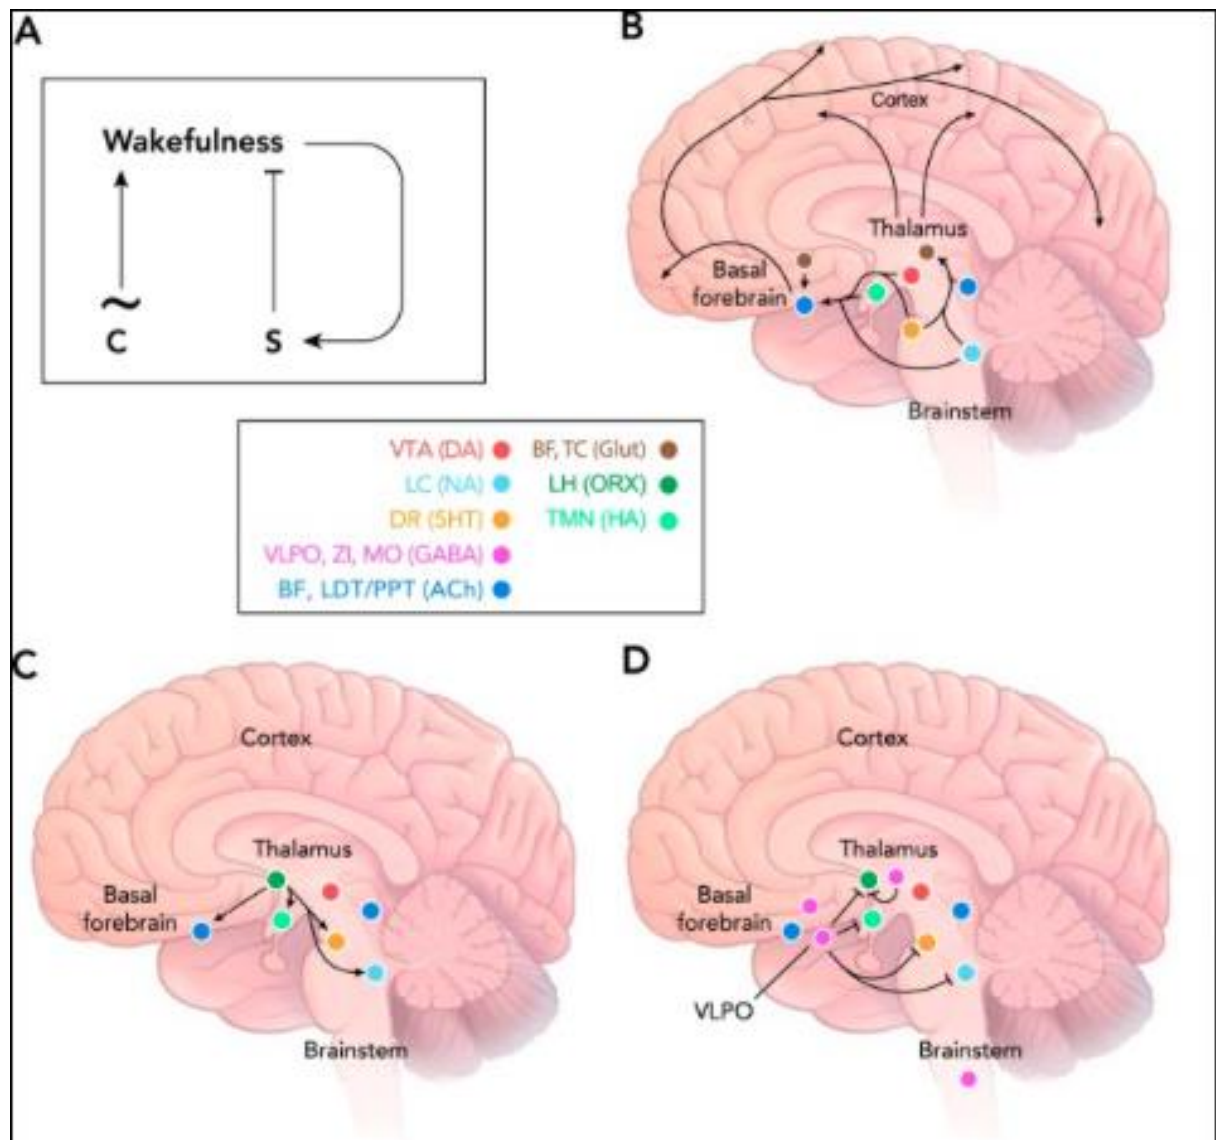 A
Wakefulness
~
C
S
B
Cortex
Thalamus
Basal
forebrain
Brainstem
VTA (DA)
LC (NA)
DR (5HT)
VLPO, ZI, MO (GABA)
BF, LDT/PPT (ACh)
BF, TC (Glut)
LH (ORX)
TMN (HA)
C
Cortex
Thalamus
Basal
forebrain
Brainstem
D
Cortex
Thalamus
Basal
forebrain
VLPO
Brainstem